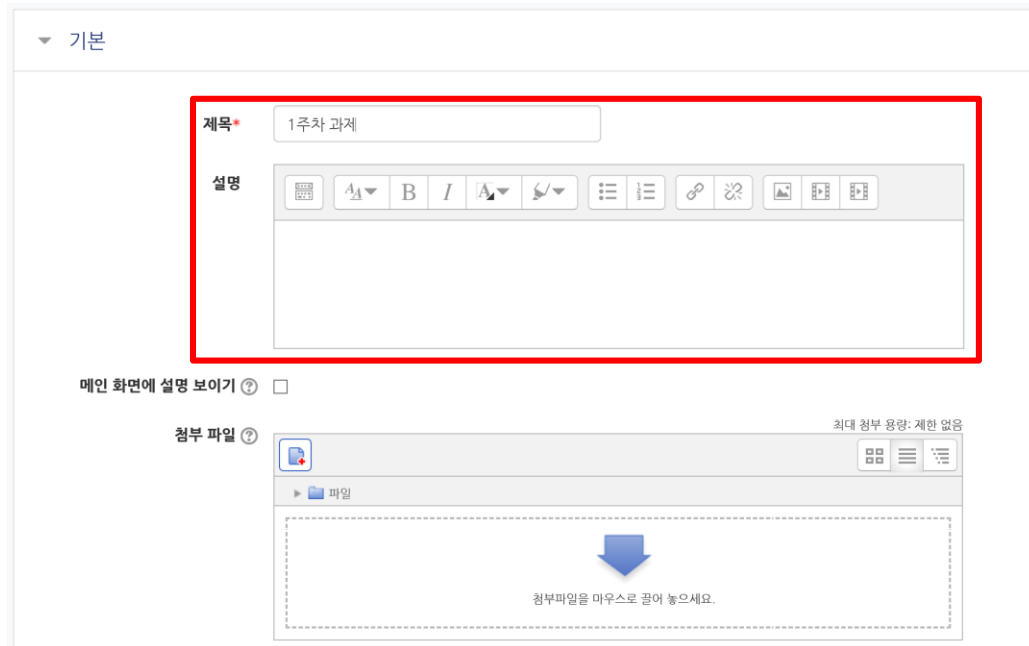 기본
제목*
1주차 과제
설명
메인 화면에 설명 보이기
첨부 파일
최대 첨부 용량: 제한 없음
파일
첨부파일을 마우스로 끌어 놓으세요.